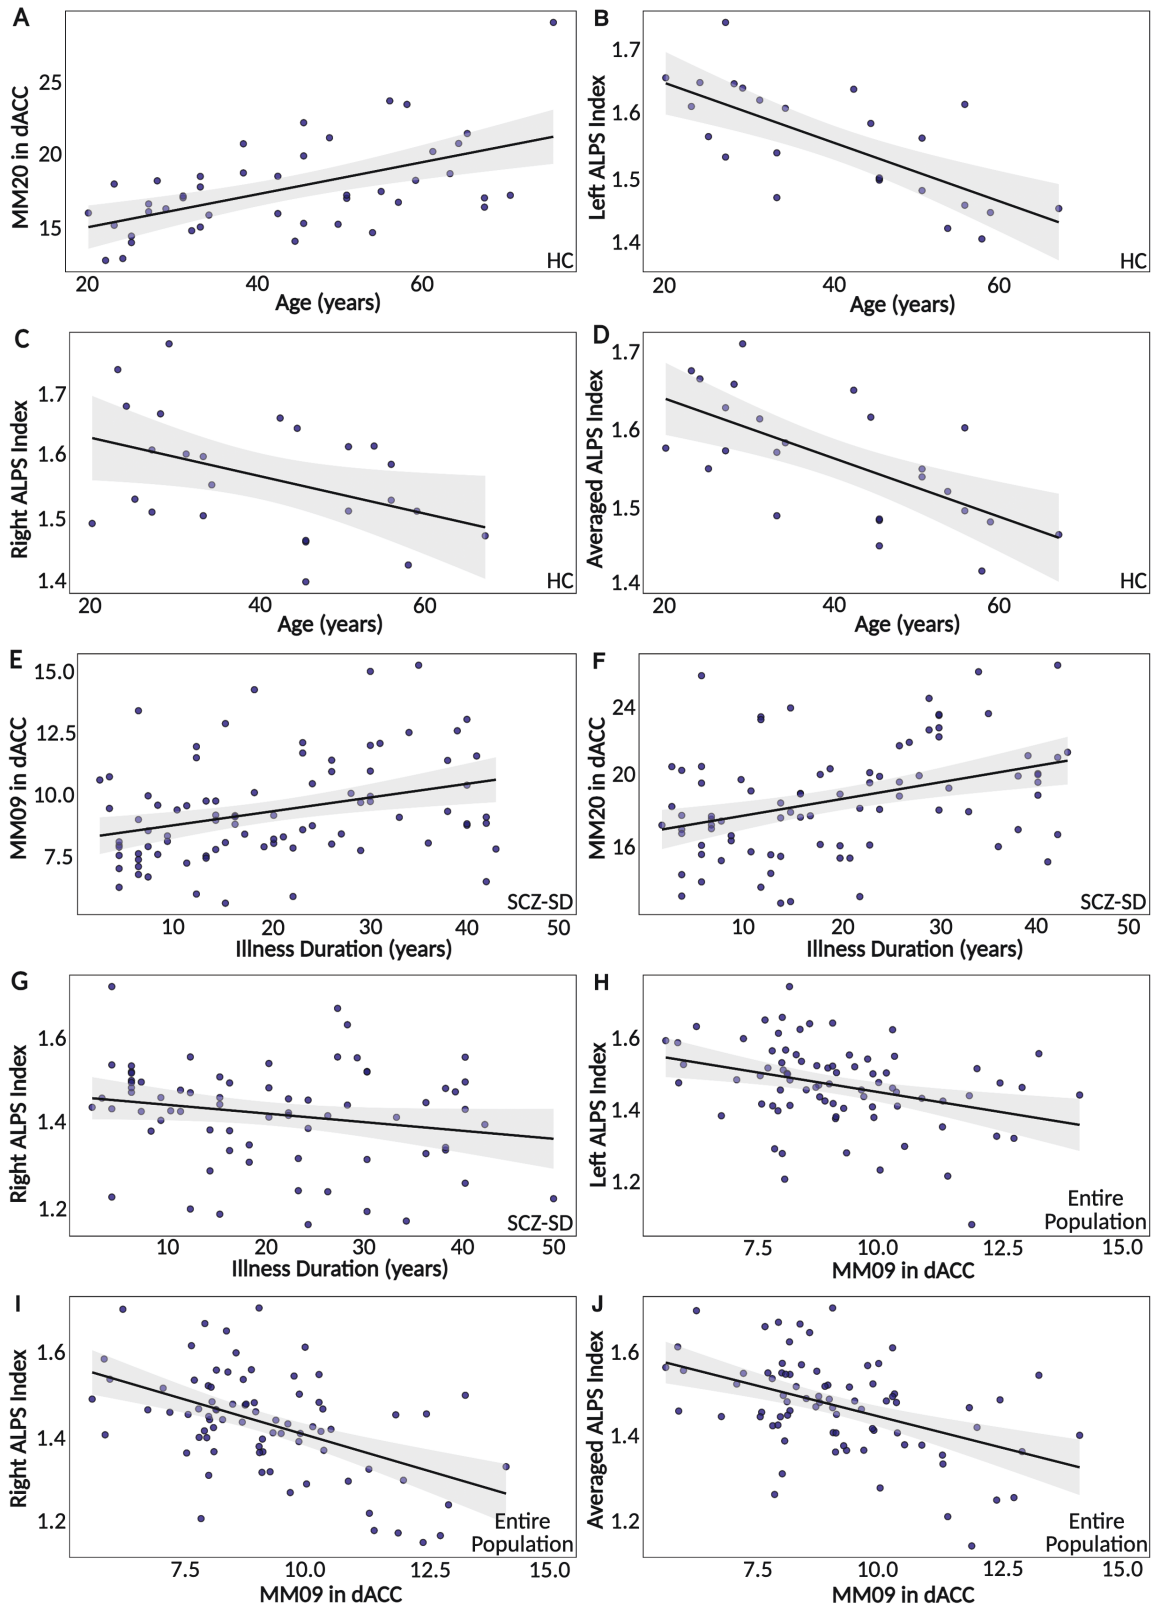 A
MM20 in dACC
25
20
15
HC
20 40 60
Age (years)
B
Left ALPS Index
1.7
1.6
1.5
1.4
HC
20 40 60
Age (years)
C
Right ALPS Index
1.7
1.6
1.5
1.4
HC
20 40 60
Age (years)
D
Averaged ALPS Index
1.7
1.6
1.5
1.4
HC
20 40 60
Age (years)
E
MM09 in dACC
15.0
12.5
10.0
7.5
SCZ-SD
10 20 30 40 50
Illness Duration (years)
F
MM20 in dACC
24
20
16
SCZ-SD
10 20 30 40 50
Illness Duration (years)
G
Right ALPS Index
1.6
1.4
1.2
SCZ-SD
10 20 30 40 50
Illness Duration (years)
H
Left ALPS Index
1.6
1.4
1.2
Entire
Population
7.5 10.0 12.5 15.0
MM09 in dACC
I
Right ALPS Index
1.6
1.4
1.2
Entire
Population
7.5 10.0 12.5 15.0
MM09 in dACC
J
Averaged ALPS Index
1.6
1.4
1.2
Entire
Population
7.5 10.0 12.5 15.0
MM09 in dACC